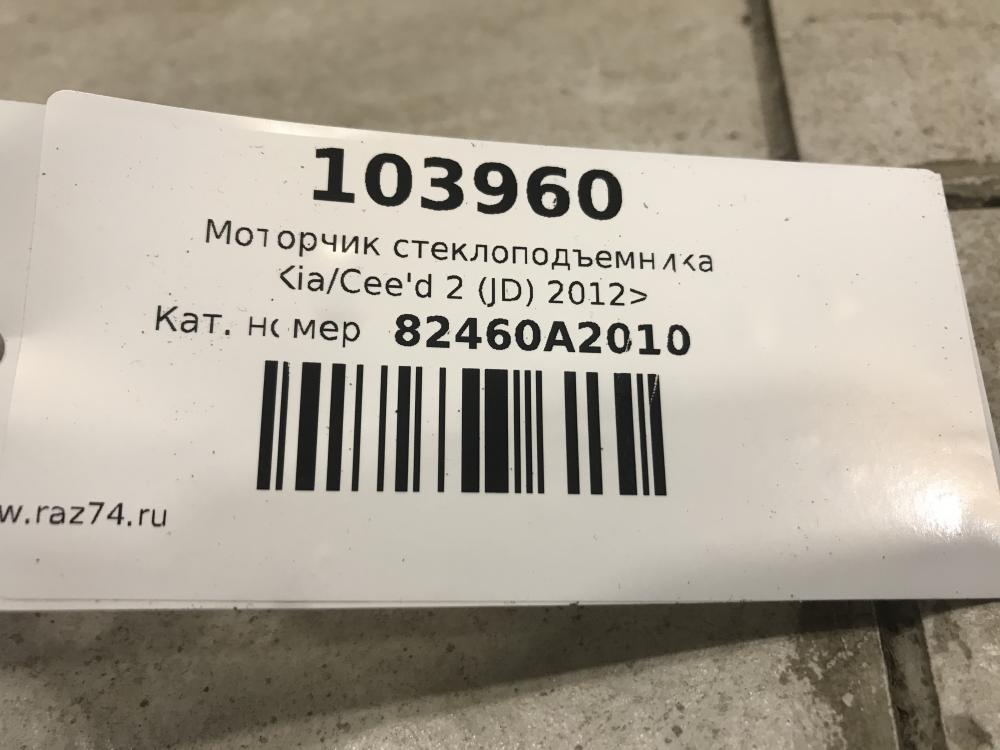 103960
Моторчик стеклоподъемника
Kia/Cee'd 2 (JD) 2012>
Кат. номер 82460A2010
w.raz74.ru